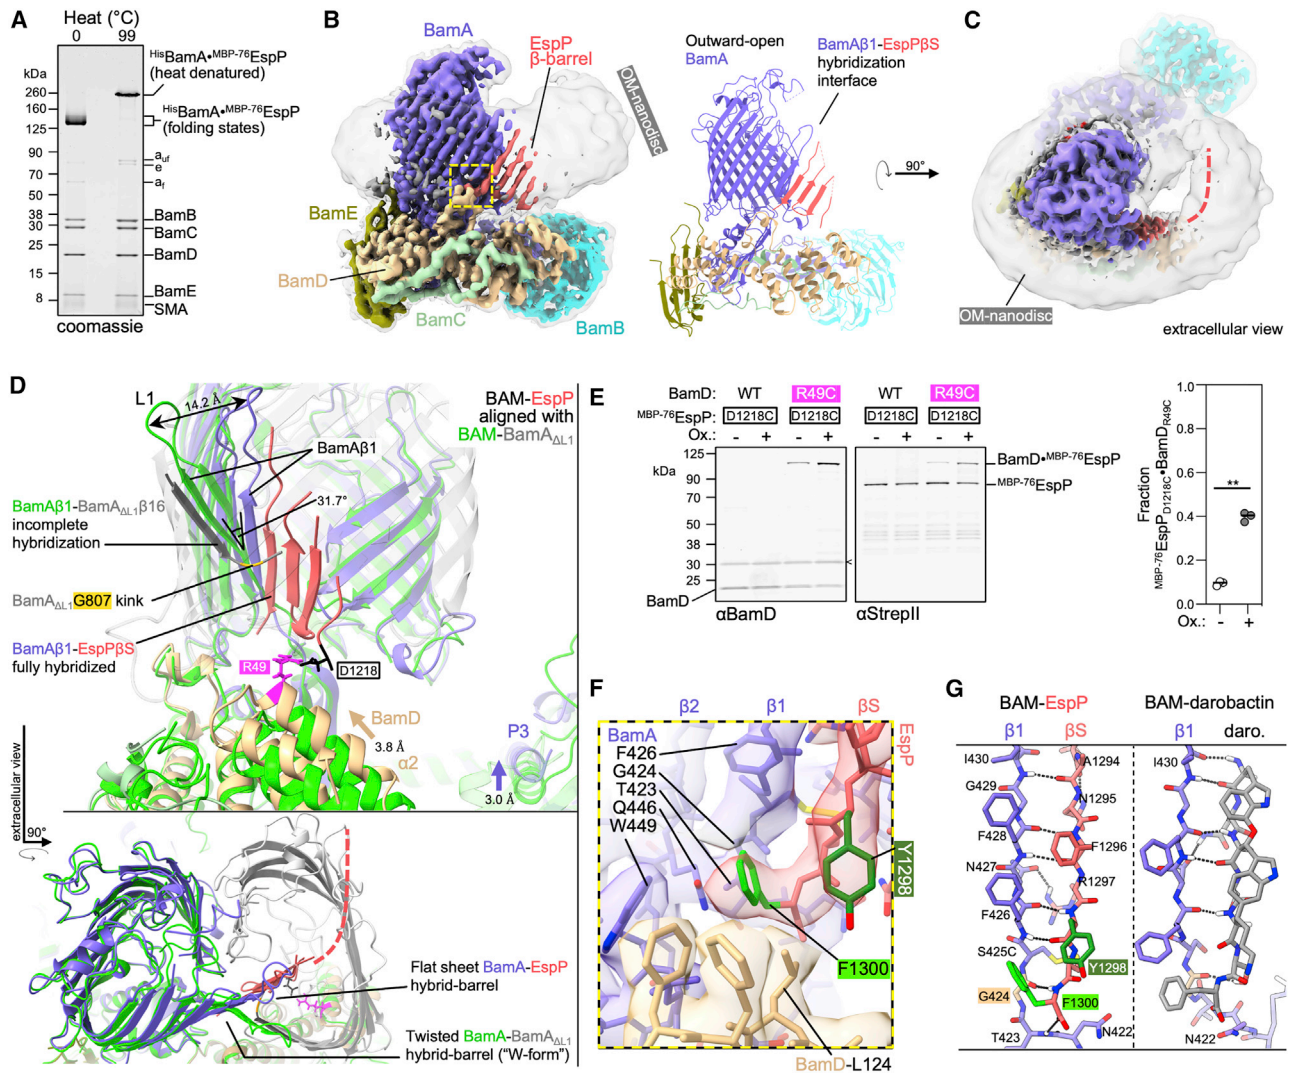 A
Heat (°C)
0 99
kDa
260
160
125
90
70
50
38
30
25
15
8
HisBamA•MBP-76EspP
(heat denatured)
HisBamA•MBP-76EspP
(folding states)
auf
e
af
BamB
BamC
BamD
BamE
SMA
coomassie
B
BamA
EspP
β-barrel
OM-nanodisc
BamE
BamD
BamC
BamB
Outward-open
BamA
BamAβ1-EspPβS
hybridization
interface
90°
C
OM-nanodisc
extracellular view
D
L1
14.2 Å
BAM-EspP
aligned with
BAM-BamAΔL1
BamAβ1
31.7°
BamAβ1-BamAΔL1β16
incomplete
hybridization
BamAΔL1G807 kink
BamAβ1-EspPβS
fully hybridized
R49
D1218
BamD
3.8 Å
α2
P3
3.0 Å
extracellular view
90°
Flat sheet BamA-EspP
hybrid-barrel
Twisted BamA-BamAΔL1
hybrid-barrel ("W-form")
E
BamD: WT R49C WT R49C
MBP-76EspP: D1218C D1218C D1218C D1218C
Ox.: - + - + - + - +
kDa
125
90
70
50
38
30
25
15
<
BamD
αBamD
αStrepII
BamD•MBP-76EspP
MBP-76EspP
Fraction
MBP-76EspPD1218C•BamDR49C
1.0
0.8
0.6
0.4
0.2
0.0
**
Ox.: - +
F
β2 β1 βS
BamA
F426
G424
T423
Q446
W449
EspP
Y1298
F1300
BamD-L124
G
BAM-EspP
β1 βS
I430
G429
F428
N427
F426
S425C
G424
T423
A1294
N1295
F1296
R1297
Y1298
F1300
N422
BAM-darobactin
β1 daro.
I430
N422